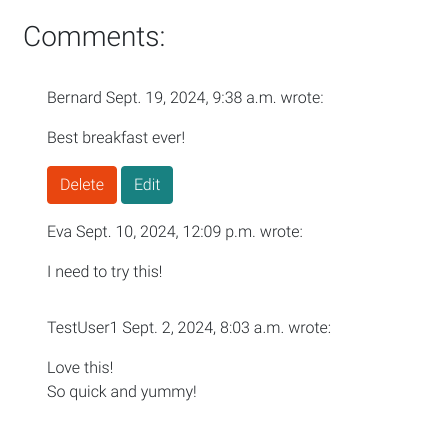 Comments:
Bernard Sept. 19, 2024, 9:38 a.m. wrote:
Best breakfast ever!
Delete Edit
Eva Sept. 10, 2024, 12:09 p.m. wrote:
I need to try this!
TestUser1 Sept. 2, 2024, 8:03 a.m. wrote:
Love this!
So quick and yummy!